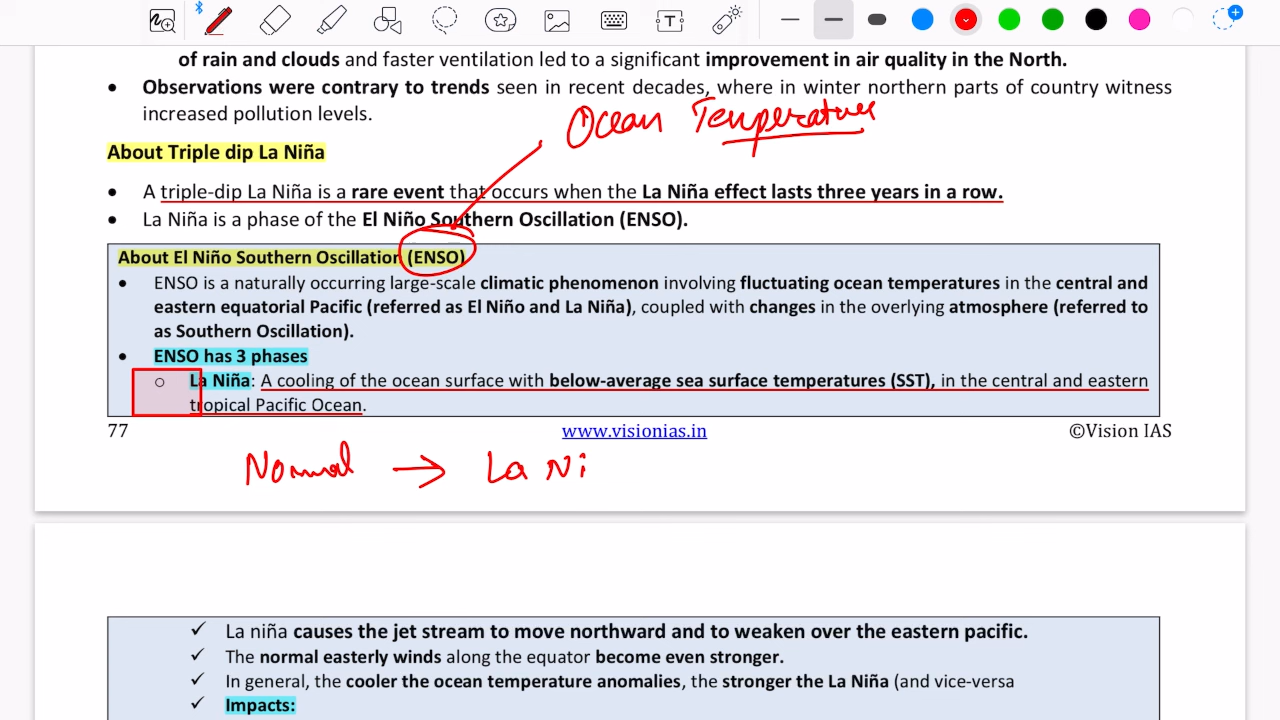 of rain and clouds and faster ventilation led to a significant improvement in air quality in the North.
• Observations were contrary to trends seen in recent decades, where in winter northern parts of country witness
increased pollution levels.
Ocean Temperature
About Triple dip La Niña
• A triple-dip La Niña is a rare event that occurs when the La Niña effect lasts three years in a row.
• La Niña is a phase of the El Niño Southern Oscillation (ENSO).
About El Niño Southern Oscillation (ENSO)
• ENSO is a naturally occurring large-scale climatic phenomenon involving fluctuating ocean temperatures in the central and
eastern equatorial Pacific (referred as El Niño and La Niña), coupled with changes in the overlying atmosphere (referred to
as Southern Oscillation).
• ENSO has 3 phases
○ La Niña: A cooling of the ocean surface with below-average sea surface temperatures (SST), in the central and eastern
tropical Pacific Ocean.
77 www.visionias.in ©Vision IAS
Normal → La Ni
✓ La niña causes the jet stream to move northward and to weaken over the eastern pacific.
✓ The normal easterly winds along the equator become even stronger.
✓ In general, the cooler the ocean temperature anomalies, the stronger the La Niña (and vice-versa
✓ Impacts: